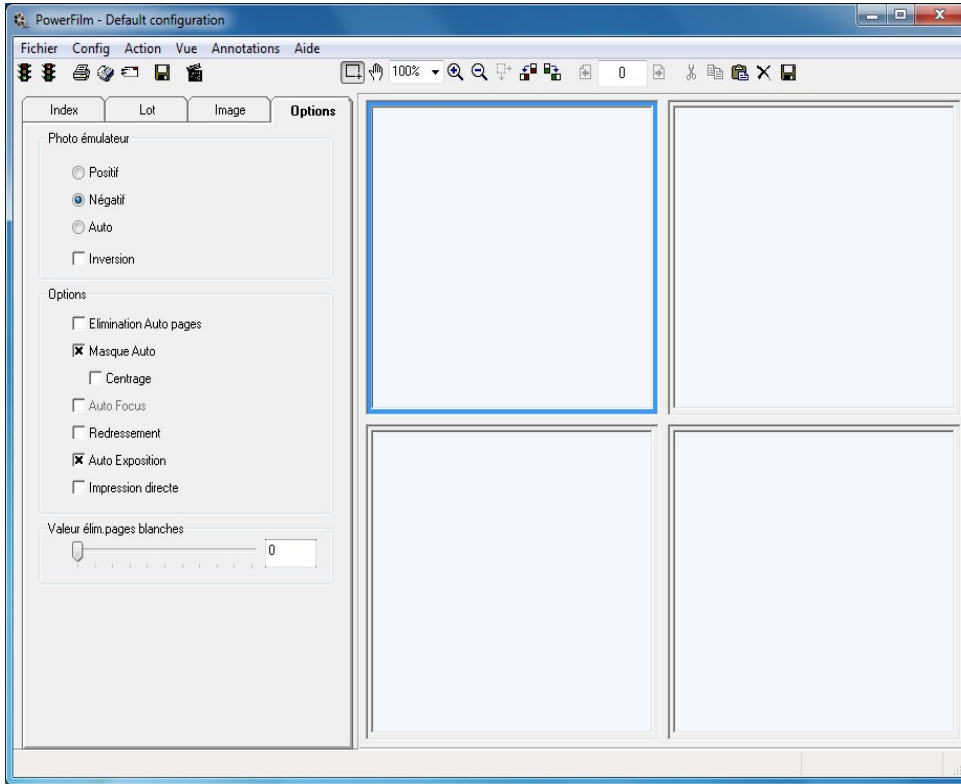 PowerFilm - Default configuration
Fichier Config Action Vue Annotations Aide
100% 0
Index Lot Image Options
Photo émulateur
Positif
Négatif
Auto
Inversion
Options
Elimination Auto pages
Masque Auto
Centrage
Auto Focus
Redressement
Auto Exposition
Impression directe
Valeur élim.pages blanches
0